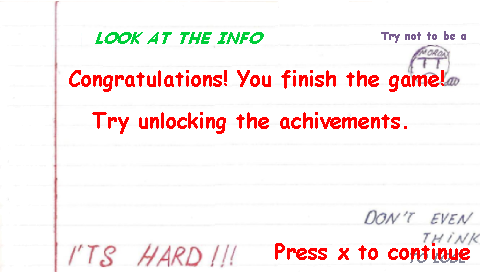 LOOK AT THE INFO
Try not to be a
Congratulations! You finish the game!
Try unlocking the achivements.
DON'T EVEN
THINK
I'TS HARD!!!
Press x to continue